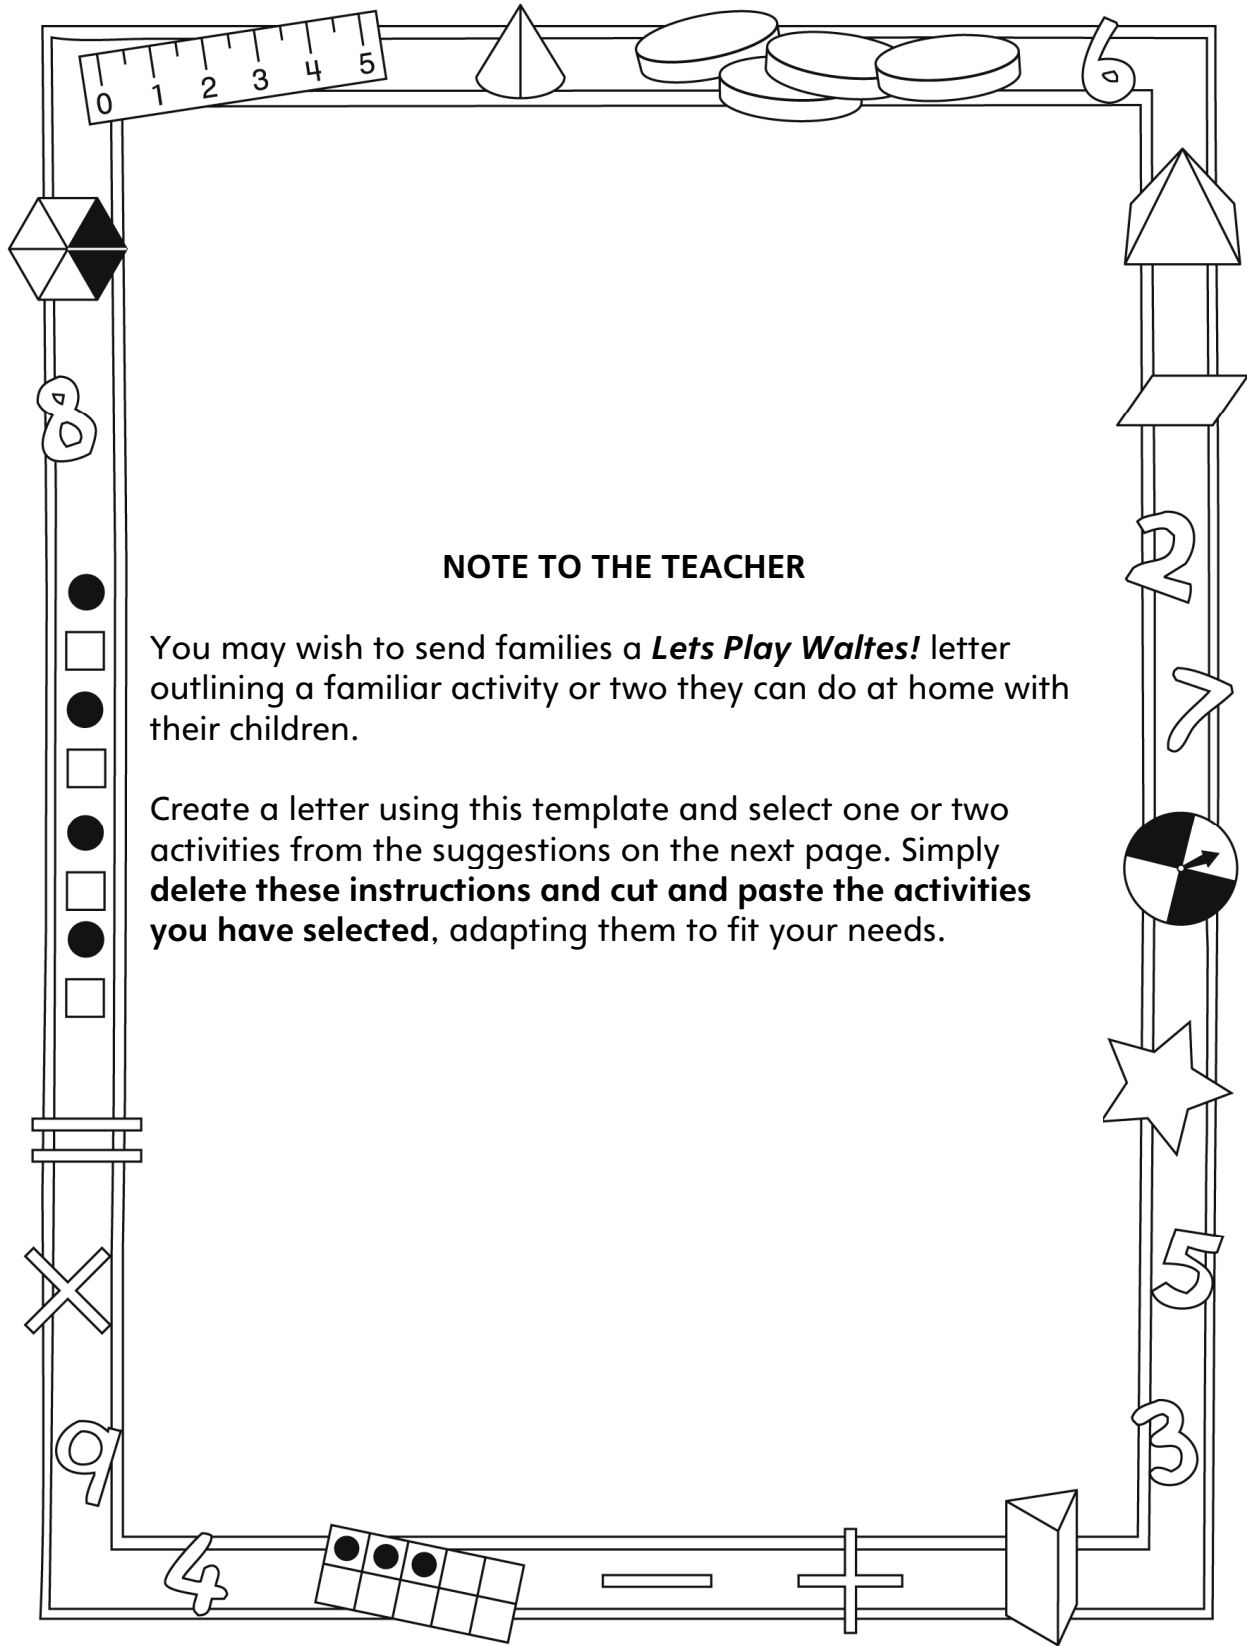 0 1 2 3 4 5
6
8
NOTE TO THE TEACHER
2
You may wish to send families a Lets Play Waltes! letter
outlining a familiar activity or two they can do at home with
their children.
7
Create a letter using this template and select one or two
activities from the suggestions on the next page. Simply
delete these instructions and cut and paste the activities
you have selected, adapting them to fit your needs.
=
×
5
9
3
4
− +